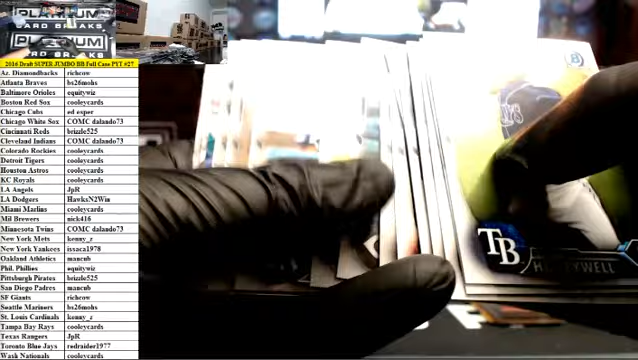 PLATINUM
CARD BREAKS
PLATINUM
CARD BREAKS
2016 Draft SUPER JUMBO BB Full Case PYT #27
Az. Diamondbacks richcow
Atlanta Braves bs26mohs
Baltimore Orioles equitywiz
Boston Red Sox cooleycards
Chicago Cubs ed esper
Chicago White Sox COMC dalando73
Cincinnati Reds brizzle525
Cleveland Indians COMC dalando73
Colorado Rockies cooleycards
Detroit Tigers cooleycards
Houston Astros cooleycards
KC Royals cooleycards
LA Angels JpR
LA Dodgers HawksN2Win
Miami Marlins cooleycards
Mil Brewers nick416
Minnesota Twins COMC dalando73
New York Mets kenny_z
New York Yankees issaca1978
Oakland Athletics mancub
Phil. Phillies equitywiz
Pittsburgh Pirates brizzle525
San Diego Padres mancub
SF Giants richcow
Seattle Mariners bs26mohs
St. Louis Cardinals kenny_z
Tampa Bay Rays cooleycards
Texas Rangers JpR
Toronto Blue Jays redraider1977
Wash Nationals cooleycards
TB
HONEYWELL